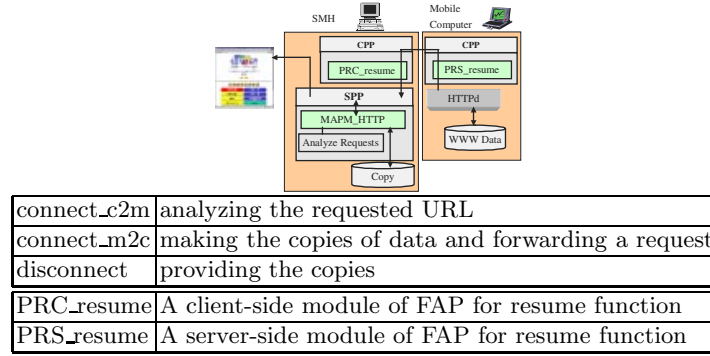 SMH
Mobile
Computer
CPP
CPP
PRC_resume
PRS_resume
SPP
HTTPd
MAPM_HTTP
Analyze Requests
WWW Data
Copy
connect_c2m analyzing the requested URL
connect_m2c making the copies of data and forwarding a request
disconnect providing the copies
PRC_resume A client-side module of FAP for resume function
PRS_resume A server-side module of FAP for resume function